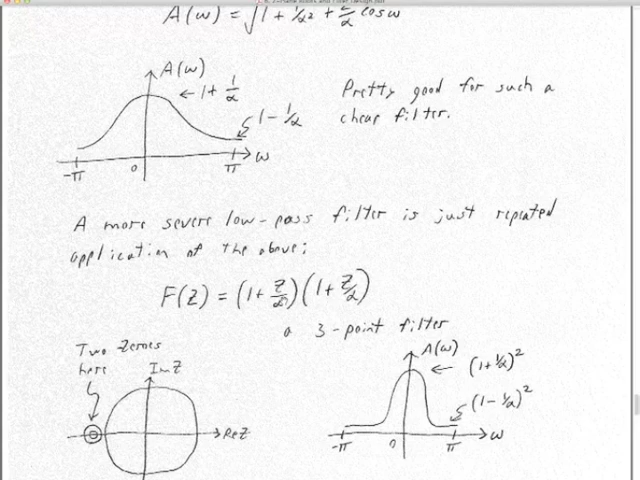 A(ω) = √1 + 1/α² + 2/α cosω
A(ω)
← 1 + 1/α
1 - 1/α
-π 0 π ω
Pretty good for such a
cheap filter.
A more severe low-pass filter is just repeated
application of the above:
F(Z) = (1 + Z/α)(1 + Z/α)
a 3-point filter
Two Zeroes
here
Im Z
Re Z
A(ω)
← (1 + 1/α)²
(1 - 1/α)²
-π 0 π ω